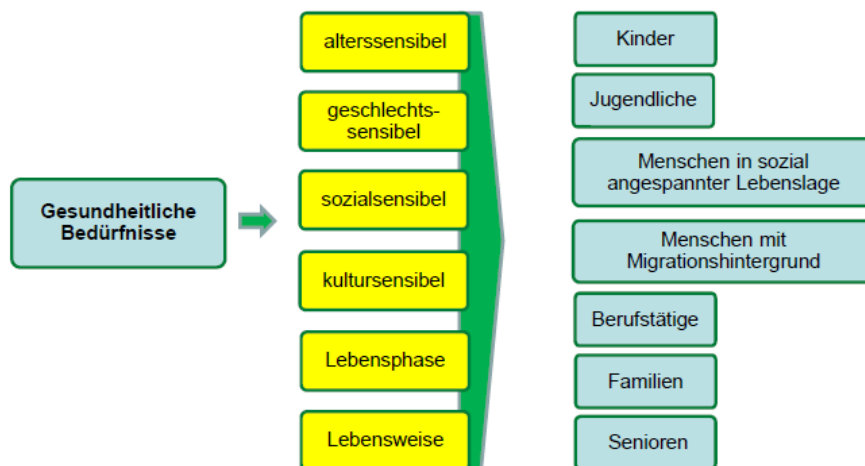 Gesundheitliche
Bedürfnisse
alterssensibel
geschlechts-
sensibel
sozialsensibel
kultursensibel
Lebensphase
Lebensweise
Kinder
Jugendliche
Menschen in sozial
angespannter Lebenslage
Menschen mit
Migrationshintergrund
Berufstätige
Familien
Senioren